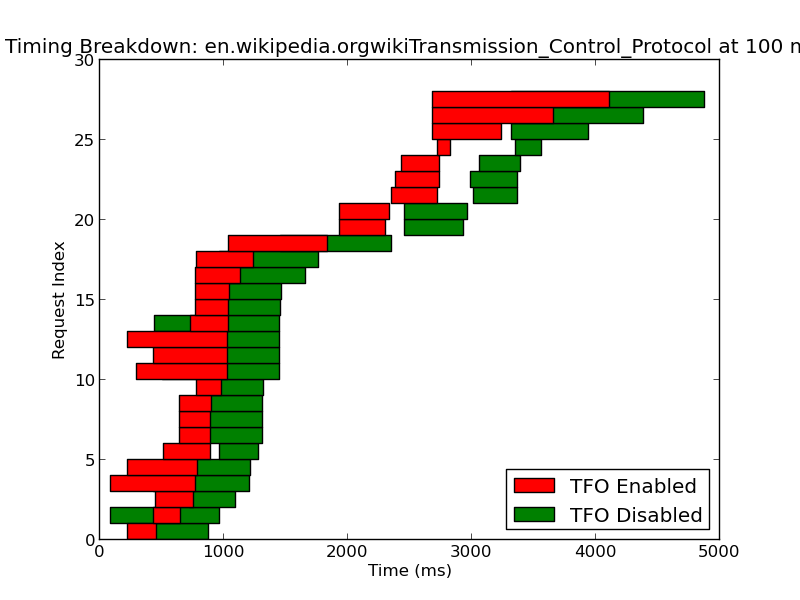 Timing Breakdown: en.wikipedia.orgwikiTransmission_Control_Protocol at 100 m
30
25
20
15
10
5
0
Request Index
0 1000 2000 3000 4000 5000
Time (ms)
TFO Enabled
TFO Disabled